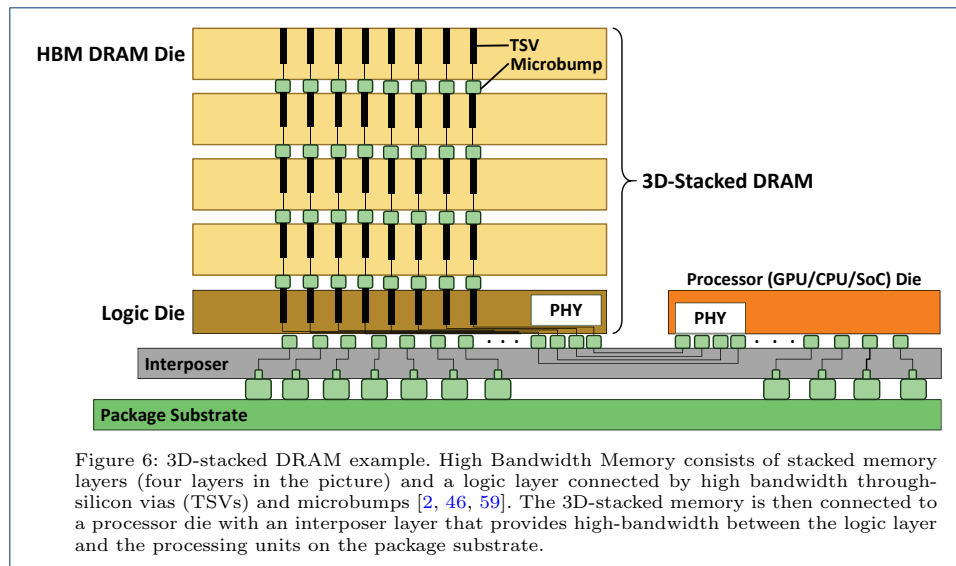 HBM DRAM Die
TSV
Microbump
3D-Stacked DRAM
Processor (GPU/CPU/SoC) Die
Logic Die
PHY
PHY
Interposer
Package Substrate
Figure 6: 3D-stacked DRAM example. High Bandwidth Memory consists of stacked memory
layers (four layers in the picture) and a logic layer connected by high bandwidth through-
silicon vias (TSVs) and microbumps [2, 46, 59]. The 3D-stacked memory is then connected to
a processor die with an interposer layer that provides high-bandwidth between the logic layer
and the processing units on the package substrate.